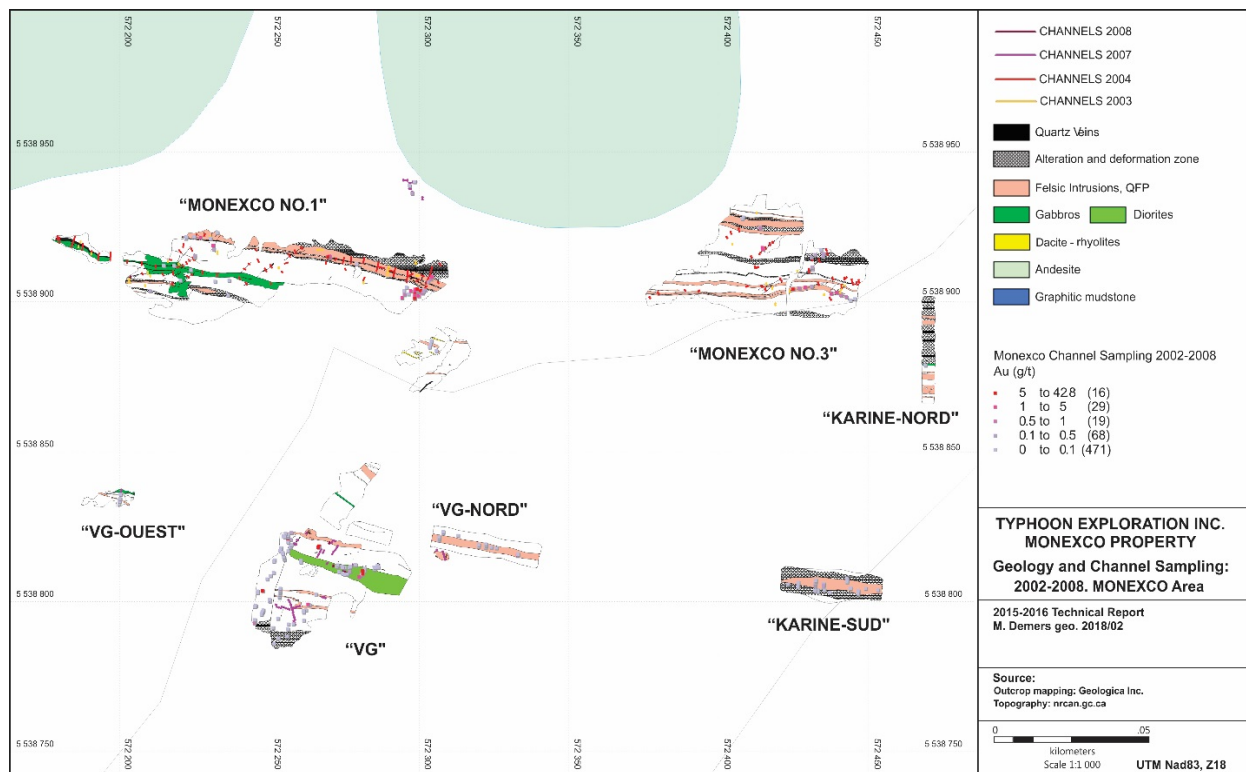 572 200
572 250
572 300
572 350
572 400
572 450
5 538 950
5 538 950
“MONEXCO NO.1"
5 538 900
5 538 900
“MONEXCO NO.3"
“KARINE-NORD"
5 538 850
5 538 850
“VG-OUEST"
“VG-NORD"
5 538 800
5 538 800
“KARINE-SUD"
“VG"
5 538 750
5 538 750
572 200
572 250
572 300
572 350
572 400
572 450
CHANNELS 2008
CHANNELS 2007
CHANNELS 2004
CHANNELS 2003
Quartz Veins
Alteration and deformation zone
Felsic Intrusions, QFP
Gabbros Diorites
Dacite - rhyolites
Andesite
Graphitic mudstone
Monexco Channel Sampling 2002-2008
Au (g/t)
5 to 42.8 (16)
1 to 5 (29)
0.5 to 1 (19)
0.1 to 0.5 (68)
0 to 0.1 (471)
TYPHOON EXPLORATION INC.
MONEXCO PROPERTY
Geology and Channel Sampling:
2002-2008. MONEXCO Area
2015-2016 Technical Report
M. Demers geo. 2018/02
Source:
Outcrop mapping: Geologica Inc.
Topography: nrcan.gc.ca
0 .05
kilometers
Scale 1:1 000 UTM Nad83, Z18